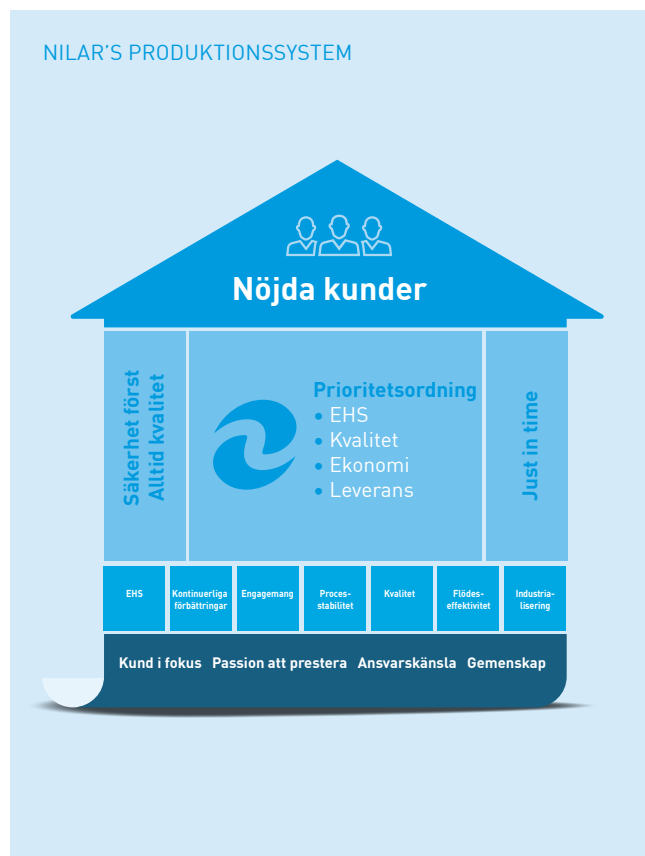 NILAR’S PRODUKTIONSSYSTEM
Nöjda kunder
Säkerhet först
Alltid kvalitet
Prioritetsordning
• EHS
• Kvalitet
• Ekonomi
• Leverans
Just in time
EHS
Kontinuerliga
förbättringar
Engagemang
Proces-
stabilitet
Kvalitet
Flödes-
effektivitet
Industria-
lisering
Kund i fokus Passion att prestera Ansvarskänsla Gemenskap